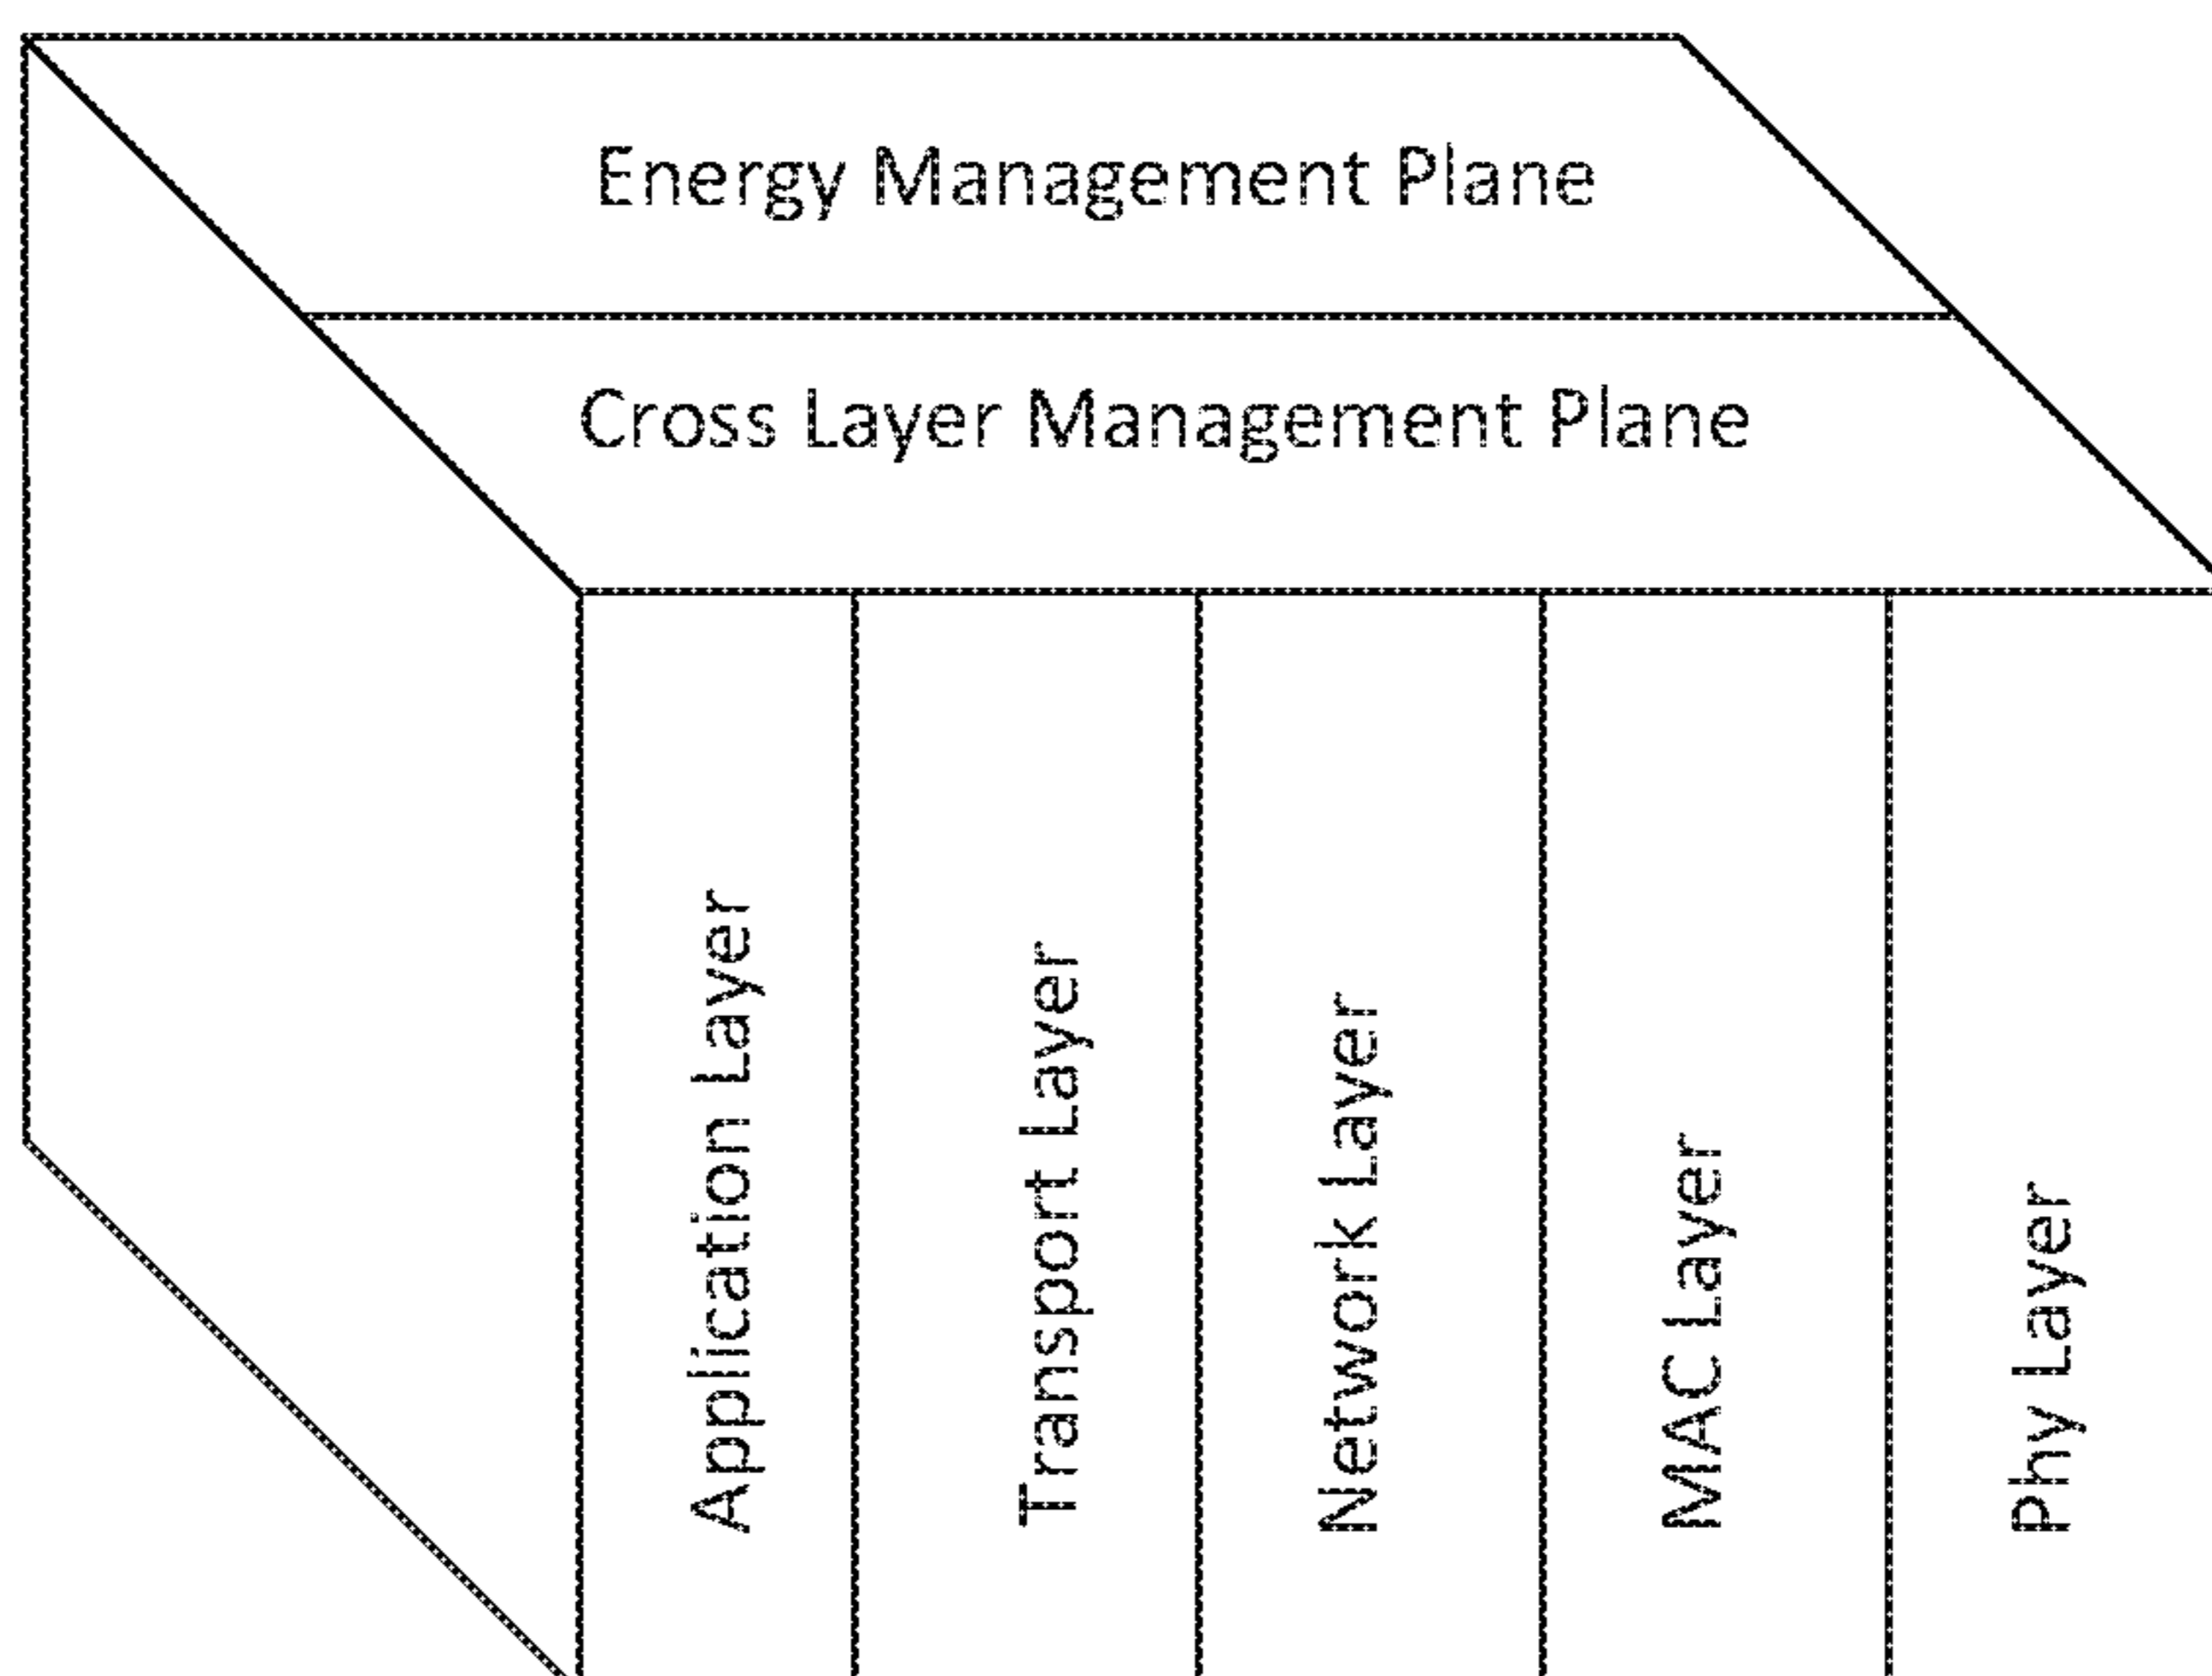 Energy Management Plane
Cross Layer Management Plane
Application Layer
Transport Layer
Network Layer
MAC Layer
Phy Layer